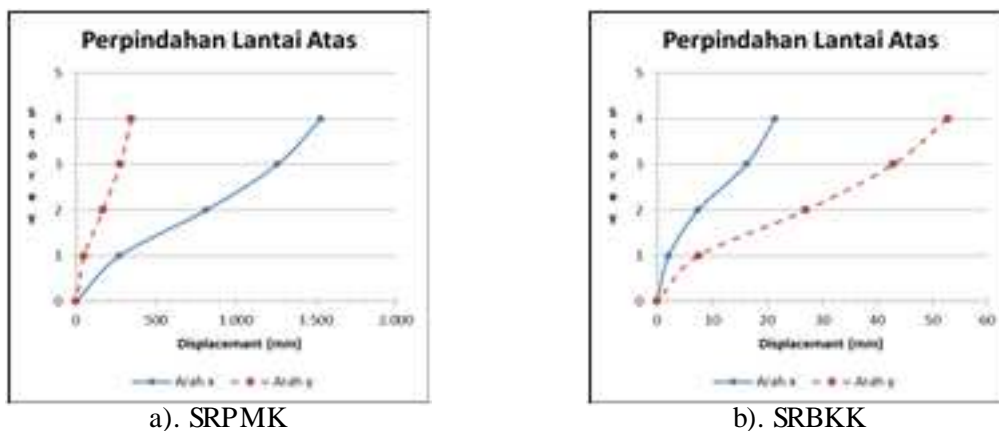 Perpindahan Lantai Atas
5
4
3
2
1
0
Storey
0 500 1.000 1.500 2.000
Displacement (mm)
Arah x Arah y
a). SRPMK
Perpindahan Lantai Atas
5
4
3
2
1
0
Storey
0 10 20 30 40 50 60
Displacement (mm)
Arah x Arah y
b). SRBKK